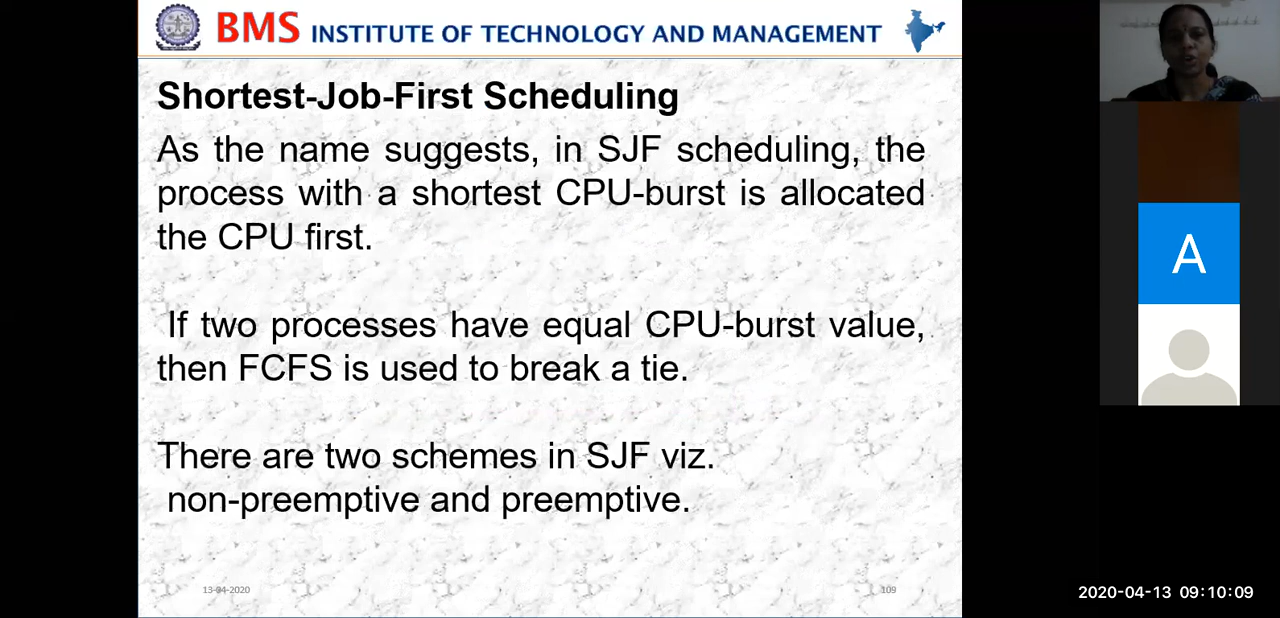 BMS INSTITUTE OF TECHNOLOGY AND MANAGEMENT
Shortest-Job-First Scheduling
As the name suggests, in SJF scheduling, the
process with a shortest CPU-burst is allocated
the CPU first.
If two processes have equal CPU-burst value,
then FCFS is used to break a tie.
There are two schemes in SJF viz.
non-preemptive and preemptive.
13-04-2020
109
A
2020-04-13 09:10:09